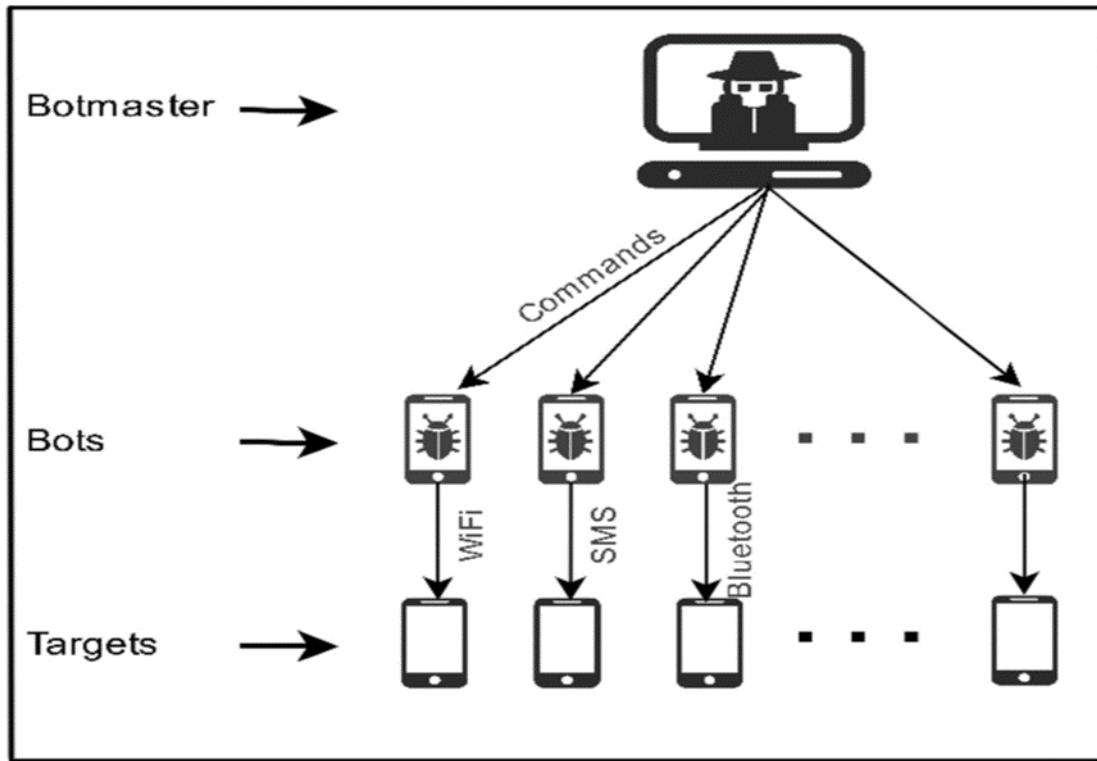 Botmaster
Commands
Bots
WiFi
SMS
Bluetooth
Targets